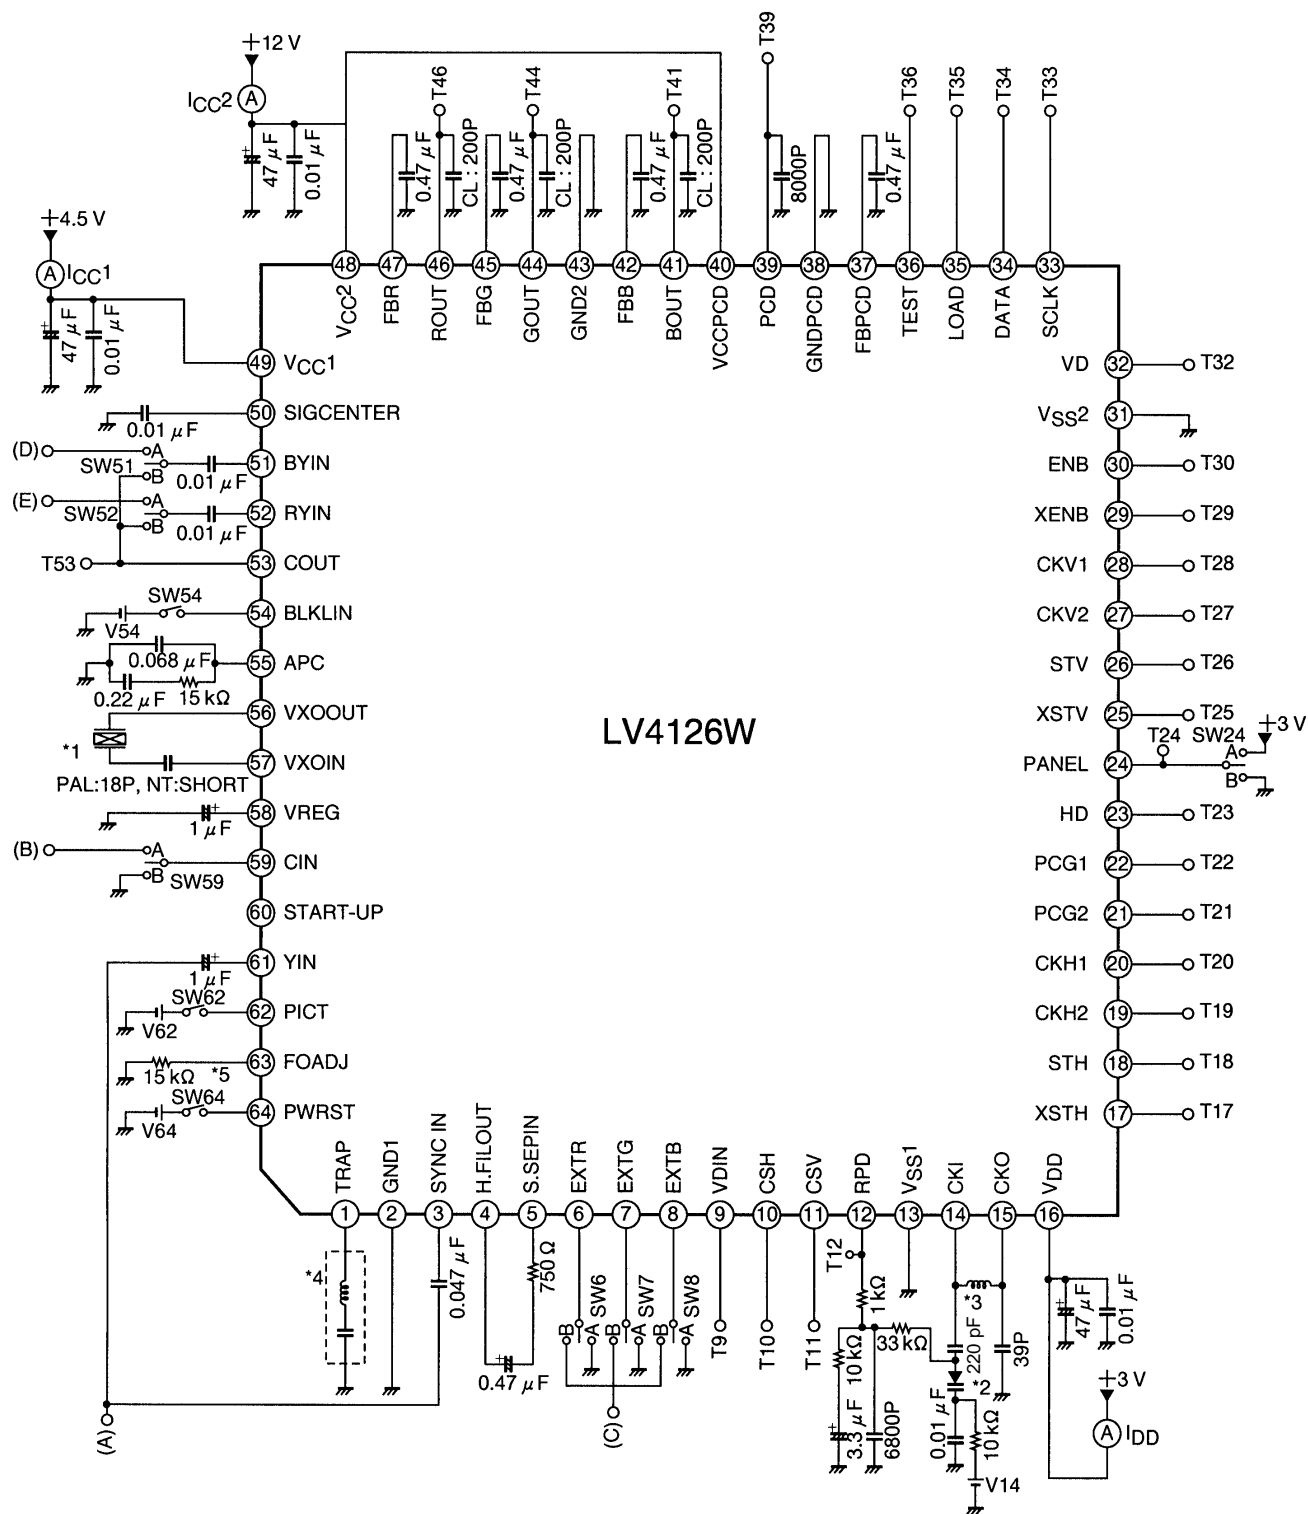 +12 V
ICC2
A
47 µF
0.01 µF
T46
T44
T41
T39
T36
T35
T34
T33
0.47 µF
CL : 200P
0.47 µF
CL : 200P
0.47 µF
CL : 200P
8000P
0.47 µF
+4.5 V
A
ICC1
47 µF
0.01 µF
48
47
46
45
44
43
42
41
40
39
38
37
36
35
34
33
VCC2
FBR
ROUT
FBG
GOUT
GND2
FBB
BOUT
VCCPCD
PCD
GNDPCD
FBPCD
TEST
LOAD
DATA
SCLK
49 VCC1
50 SIGCENTER
0.01 µF
(D)
A
SW51
B
0.01 µF
51 BYIN
(E)
A
SW52
B
0.01 µF
52 RYIN
T53
53 COUT
SW54
V54
54 BLKLIN
0.068 µF
0.22 µF
15 kΩ
55 APC
56 VXOOUT
*1
57 VXOIN
PAL:18P, NT:SHORT
58 VREG
1 µF
(B)
A
B
SW59
59 CIN
60 START-UP
61 YIN
1 µF
SW62
V62
62 PICT
63 FOADJ
15 kΩ
*5
SW64
V64
64 PWRST
LV4126W
VD 32 T32
VSS2 31
ENB 30 T30
XENB 29 T29
CKV1 28 T28
CKV2 27 T27
STV 26 T26
XSTV 25 T25
PANEL 24 T24
SW24
A
B
+3 V
HD 23 T23
PCG1 22 T22
PCG2 21 T21
CKH1 20 T20
CKH2 19 T19
STH 18 T18
XSTH 17 T17
TRAP
GND1
SYNC IN
H.FILOUT
S.SEPIN
EXTR
EXTG
EXTB
VDIN
CSH
CSV
RPD
VSS1
CKI
CKO
VDD
1
2
3
4
5
6
7
8
9
10
11
12
13
14
15
16
*4
0.047 µF
750 Ω
0.47 µF
B
A
SW6
B
A
SW7
B
A
SW8
(C)
(A)
T9
T10
T11
T12
1 kΩ
10 kΩ
33 kΩ
3.3 µF
6800P
*3
220 pF
39P
*2
0.01 µF
10 kΩ
V14
47 µF
0.01 µF
+3 V
A
IDD